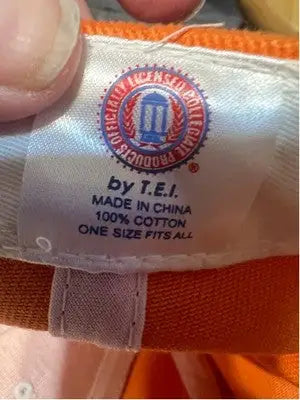 OFFICIALLY LICENSED COLLEGIATE PRODUCTS
®
by T.E.I.
MADE IN CHINA
100% COTTON
ONE SIZE FITS ALL